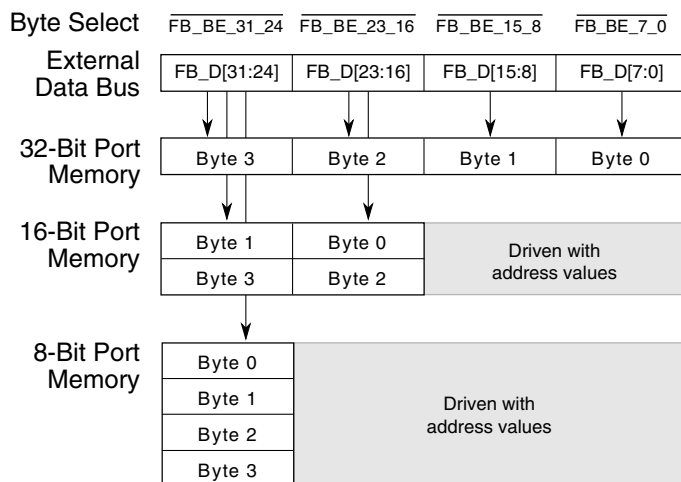 Byte Select FB_BE_31_24 FB_BE_23_16 FB_BE_15_8 FB_BE_7_0
External
Data Bus
FB_D[31:24] FB_D[23:16] FB_D[15:8] FB_D[7:0]
32-Bit Port
Memory
Byte 3 Byte 2 Byte 1 Byte 0
16-Bit Port
Memory
Byte 1 Byte 0
Byte 3 Byte 2
Driven with
address values
8-Bit Port
Memory
Byte 0
Byte 1
Byte 2
Byte 3
Driven with
address values